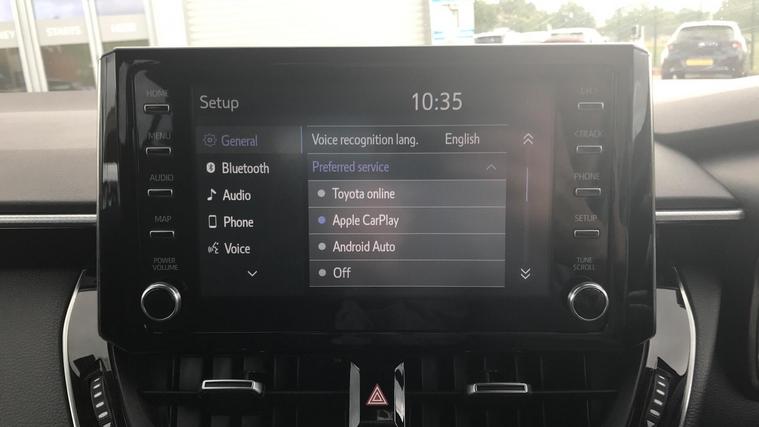 STARTS
Setup
10:35
General
Bluetooth
Audio
Phone
Voice
Voice recognition lang.
English
Preferred service
Toyota online
Apple CarPlay
Android Auto
Off
HOME
MENU
AUDIO
MAP
POWER
VOLUME
<TRACK
PHONE
SETUP
TUNE
SCROLL